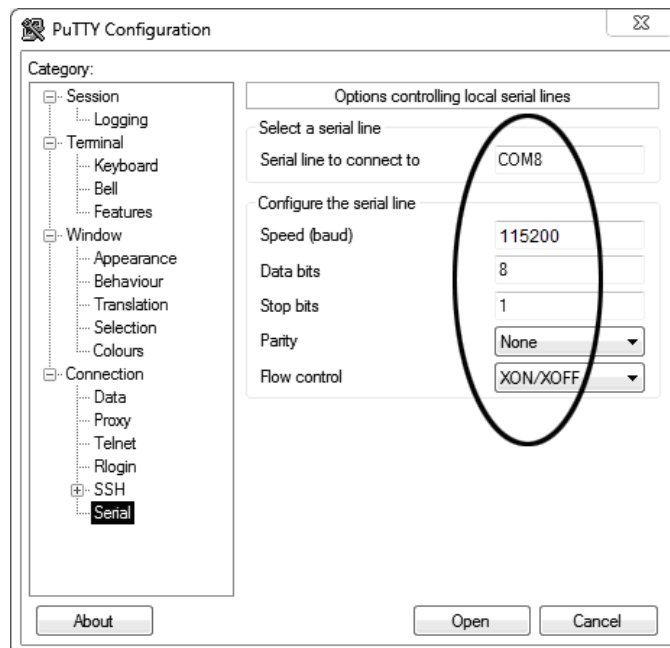 PuTTY Configuration
Category:
Session
Logging
Terminal
Keyboard
Bell
Features
Window
Appearance
Behaviour
Translation
Selection
Colours
Connection
Data
Proxy
Telnet
Rlogin
SSH
Serial
Options controlling local serial lines
Select a serial line
Serial line to connect to COM8
Configure the serial line
Speed (baud) 115200
Data bits 8
Stop bits 1
Parity None
Flow control XON/XOFF
About Open Cancel